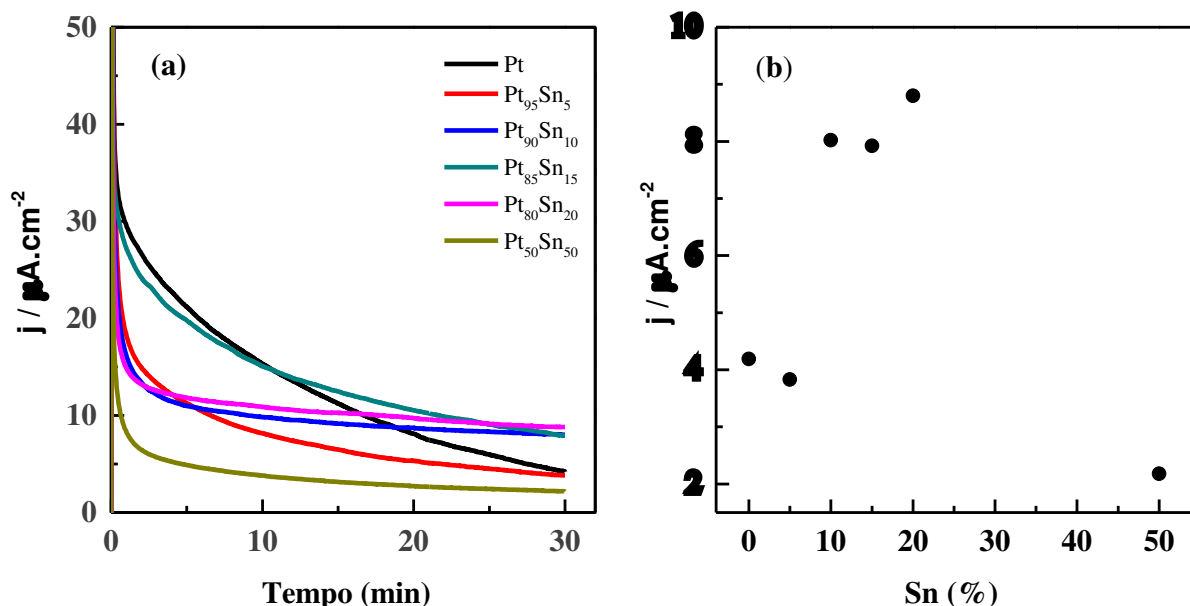 50
40
30
20
10
0
j / µA.cm-2
(a)
Pt
Pt95Sn5
Pt90Sn10
Pt85Sn15
Pt80Sn20
Pt50Sn50
0 10 20 30
Tempo (min)
10
8
6
4
2
j / µA.cm-2
(b)
0 10 20 30 40 50
Sn (%)